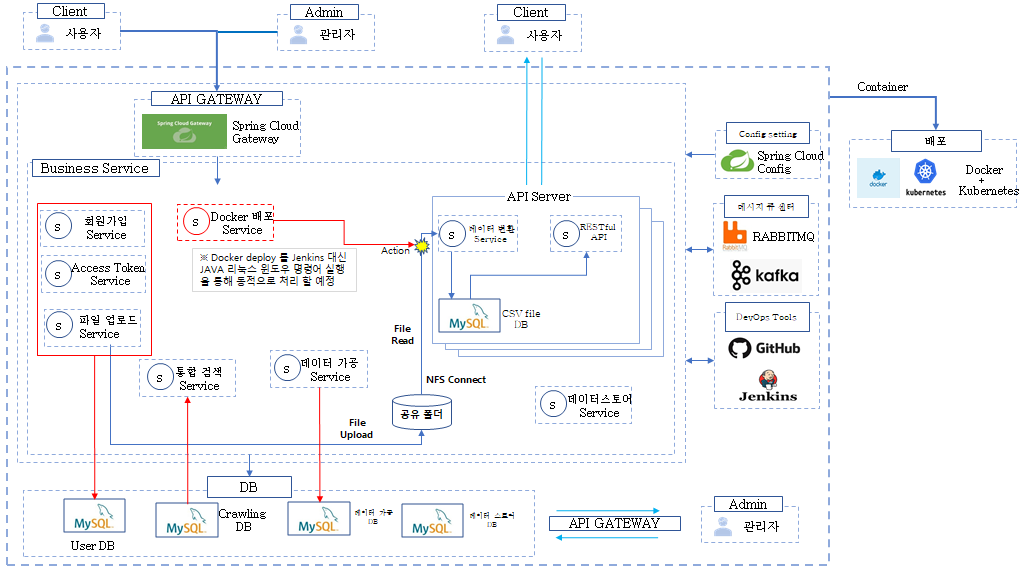 Client
사용자
Admin
관리자
Client
사용자
API GATEWAY
Spring Cloud Gateway
Spring Cloud
Gateway
Container
배포
docker
kubernetes
Docker
+
Kubernetes
Config setting
Spring Cloud
Config
Business Service
API Server
S
회원가입
Service
S
Access Token
Service
S
파일 업로드
Service
S
Docker 배포
Service
※ Docker deploy 를 Jenkins 대신
JAVA 리눅스 윈도우 명령어 실행
을 통해 동적으로 처리 할 예정
Action
S
데이터 변환
Service
S
RESTful
API
MySQL
CSV file
DB
메시지 큐 센터
RabbitMQ
RABBITMQ
kafka
DevOps Tools
GitHub
Jenkins
File
Read
NFS Connect
공유 폴더
File
Upload
S
통합 검색
Service
S
데이터 가공
Service
S
데이터스토어
Service
DB
MySQL
User DB
MySQL
Crawling
DB
MySQL
데이터 가공
DB
MySQL
데이터 스토어
DB
API GATEWAY
Admin
관리자